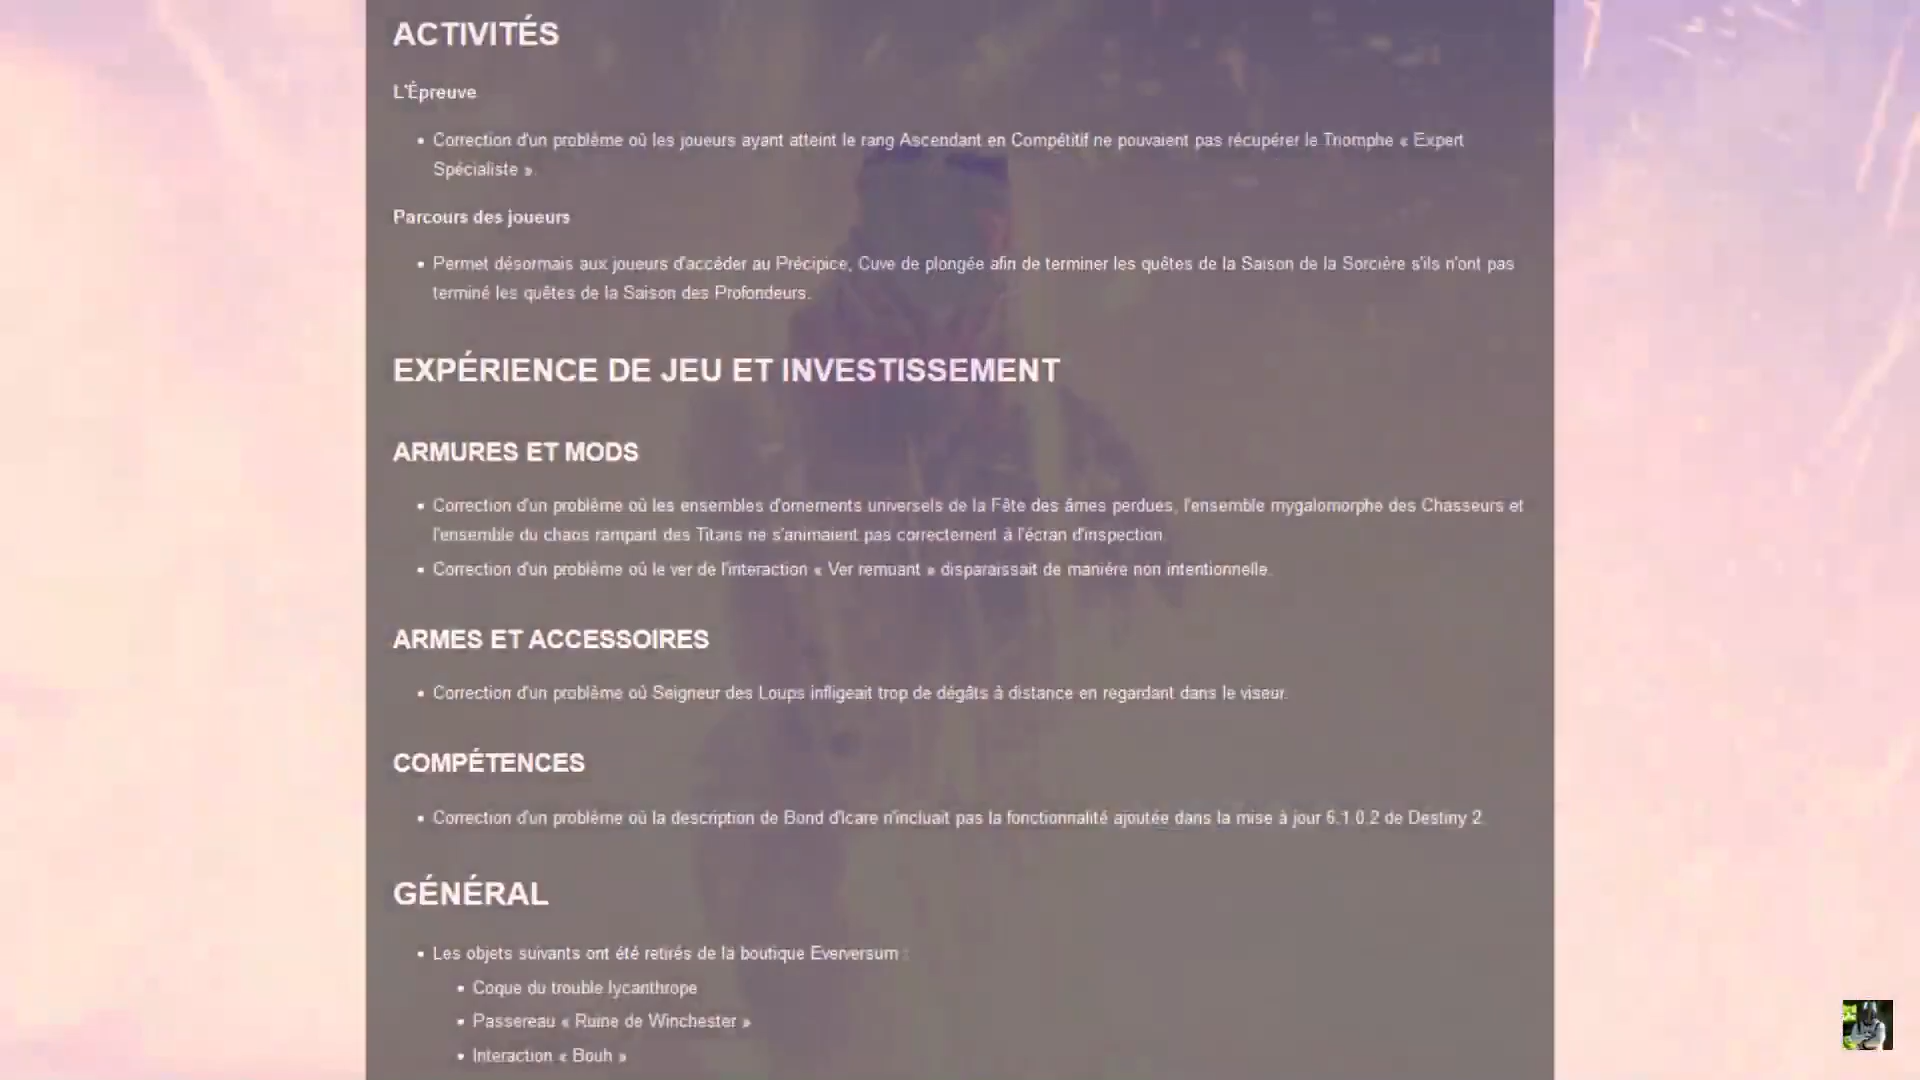 ACTIVITÉS
L'Épreuve
• Correction d'un problème où les joueurs ayant atteint le rang Ascendant en Compétitif ne pouvaient pas récupérer le Triomphe « Expert
Spécialiste ».
Parcours des joueurs
• Permet désormais aux joueurs d'accéder au Précipice, Cuve de plongée afin de terminer les quêtes de la Saison de la Sorcière s'ils n'ont pas
terminé les quêtes de la Saison des Profondeurs.
EXPÉRIENCE DE JEU ET INVESTISSEMENT
ARMURES ET MODS
• Correction d'un problème où les ensembles d'ornements universels de la Fête des âmes perdues, l'ensemble mygalomorphe des Chasseurs et
l'ensemble du chaos rampant des Titans ne s'animaient pas correctement à l'écran d'inspection.
• Correction d'un problème où le ver de l'interaction « Ver remuant » disparaissait de manière non intentionnelle.
ARMES ET ACCESSOIRES
• Correction d'un problème où Seigneur des Loups infligeait trop de dégâts à distance en regardant dans le viseur.
COMPÉTENCES
• Correction d'un problème où la description de Bond d'Icare n'incluait pas la fonctionnalité ajoutée dans la mise à jour 6.1.0.2 de Destiny 2.
GÉNÉRAL
• Les objets suivants ont été retirés de la boutique Everversum :
• Coque du trouble lycanthrope
• Passereau « Ruine de Winchester »
• Interaction « Bouh »